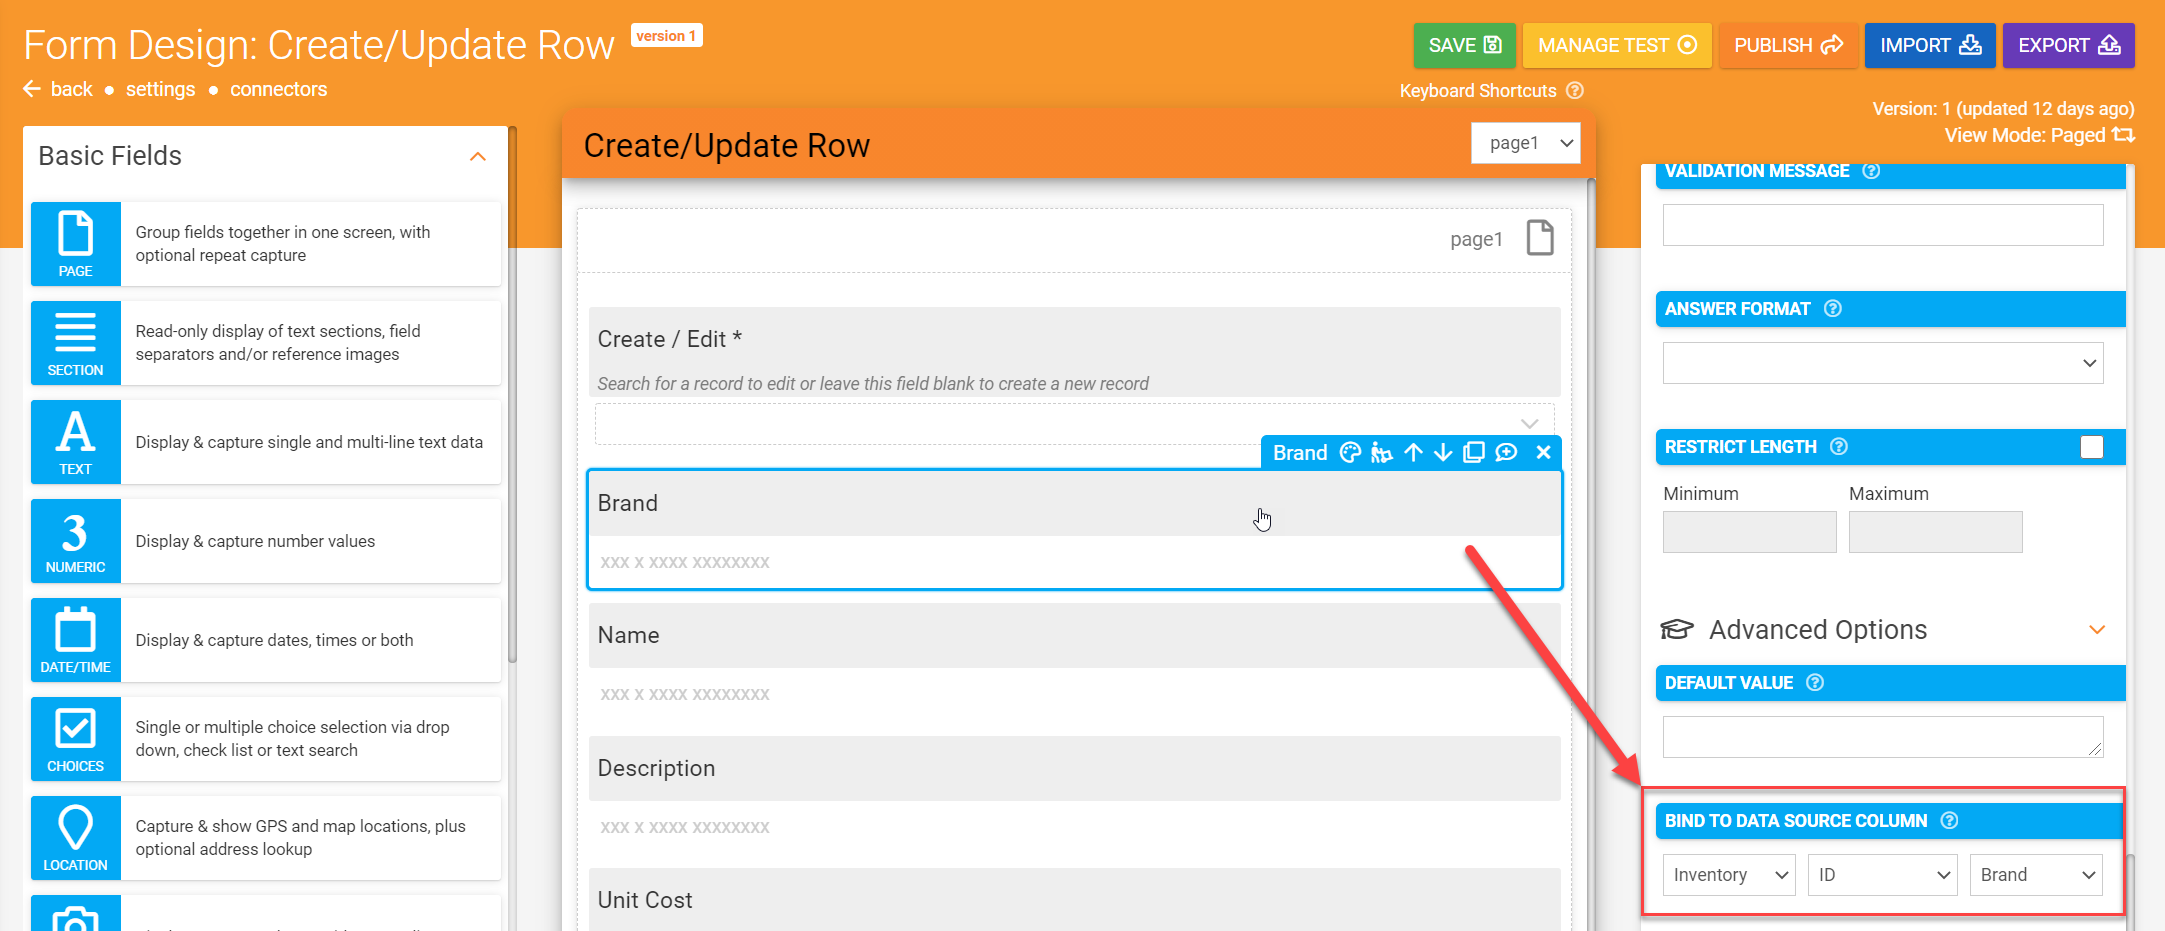 Form Design: Create/Update Row version 1
back • settings • connectors
SAVE MANAGE TEST PUBLISH IMPORT EXPORT
Keyboard Shortcuts
Version: 1 (updated 12 days ago)
View Mode: Paged
Basic Fields
PAGE
Group fields together in one screen, with
optional repeat capture
SECTION
Read-only display of text sections, field
separators and/or reference images
TEXT
Display & capture single and multi-line text data
3
NUMERIC
Display & capture number values
DATE/TIME
Display & capture dates, times or both
CHOICES
Single or multiple choice selection via drop
down, check list or text search
LOCATION
Capture & show GPS and map locations, plus
optional address lookup
Create/Update Row page1
page1
Create / Edit *
Search for a record to edit or leave this field blank to create a new record
Brand
Brand
XXX X XXXX XXXXXXXX
Name
XXX X XXXX XXXXXXXX
Description
XXX X XXXX XXXXXXXX
Unit Cost
VALIDATION MESSAGE
ANSWER FORMAT
RESTRICT LENGTH
Minimum Maximum
Advanced Options
DEFAULT VALUE
BIND TO DATA SOURCE COLUMN
Inventory ID Brand